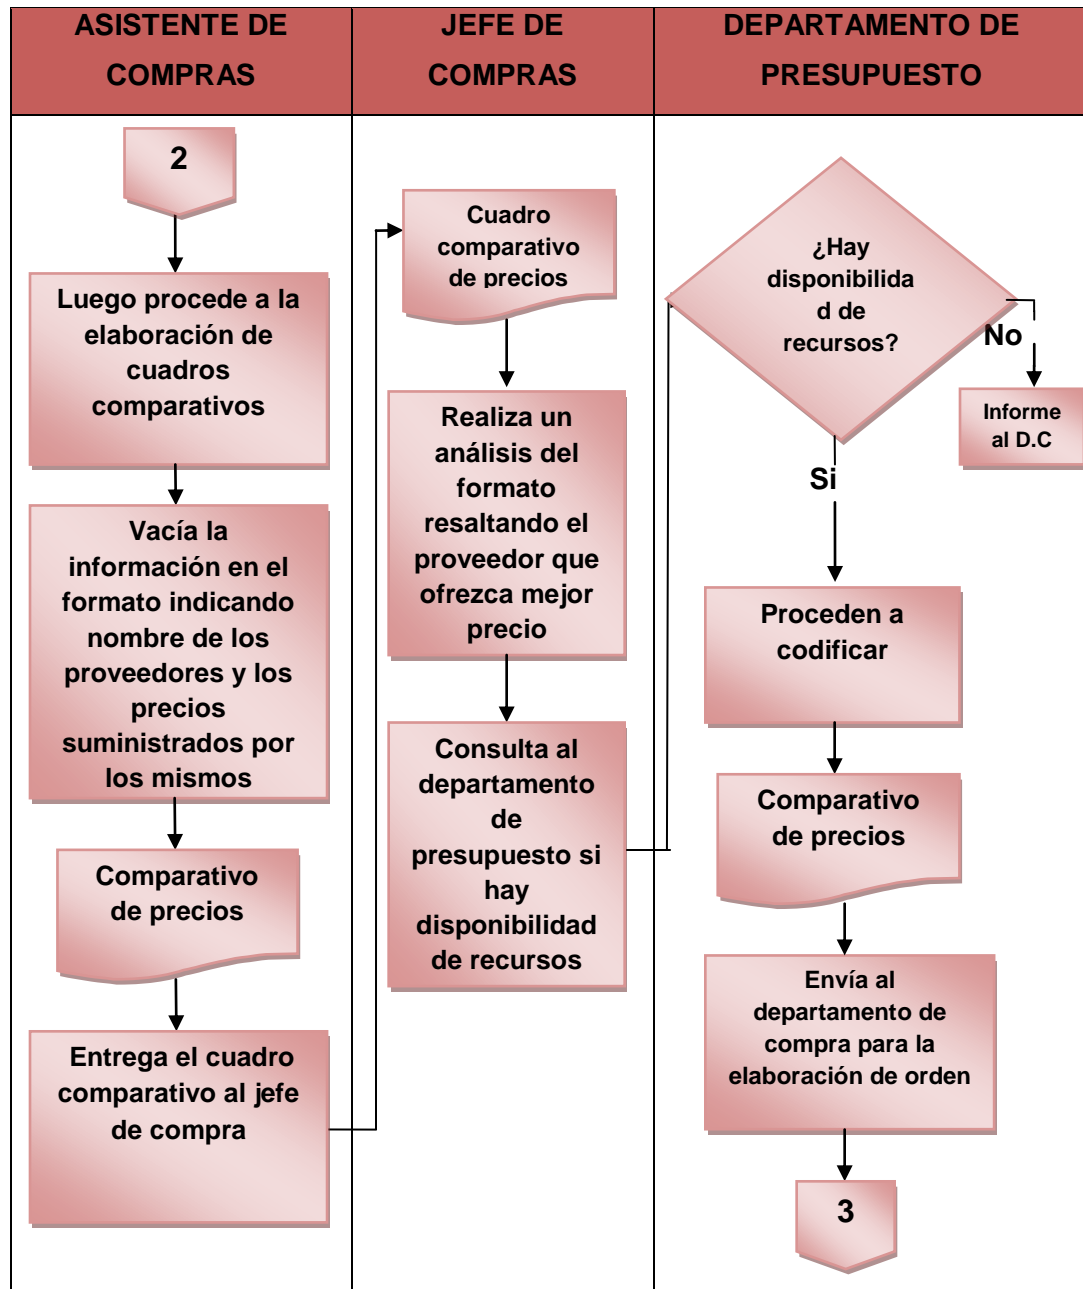 ASISTENTE DE
COMPRAS
JEFE DE
COMPRAS
DEPARTAMENTO DE
PRESUPUESTO
2
Luego procede a la
elaboración de
cuadros
comparativos
Vacía la
información en el
formato indicando
nombre de los
proveedores y los
precios
suministrados por
los mismos
Comparativo
de precios
Entrega el cuadro
comparativo al jefe
de compra
Cuadro
comparativo
de precios
Realiza un
análisis del
formato
resaltando el
proveedor que
ofrezca mejor
precio
Consulta al
departamento
de
presupuesto si
hay
disponibilidad
de recursos
¿Hay
disponibilida
d de
recursos?
No
Informe
al D.C
Si
Proceden a
codificar
Comparativo
de precios
Envía al
departamento de
compra para la
elaboración de orden
3